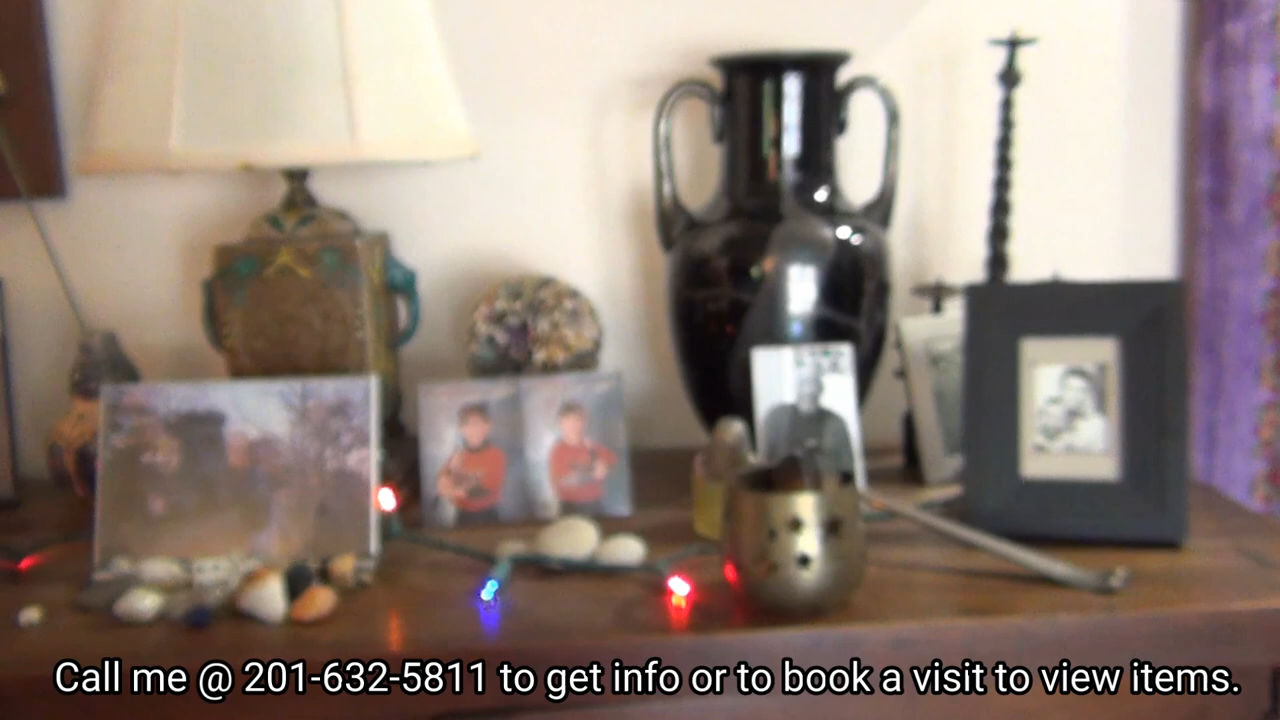 Call me @ 201-632-5811 to get info or to book a visit to view items.